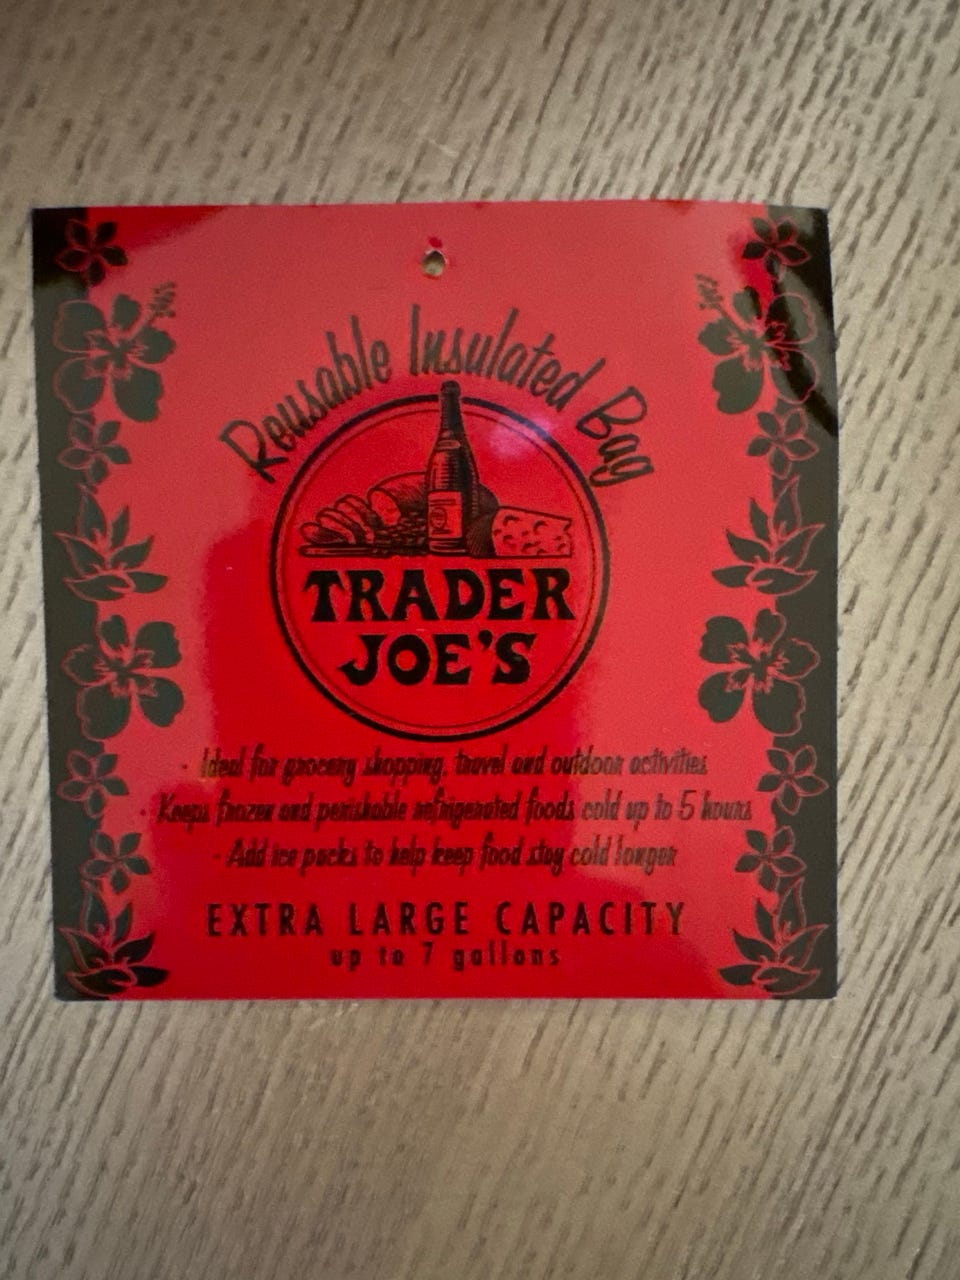 Reusable Insulated Bag
TRADER
JOE'S
· Ideal for grocery shopping, travel and outdoor activities
· Keeps frozen and perishable refrigerated foods cold up to 5 hours
· Add ice packs to help keep food stay cold longer
EXTRA LARGE CAPACITY
up to 7 gallons